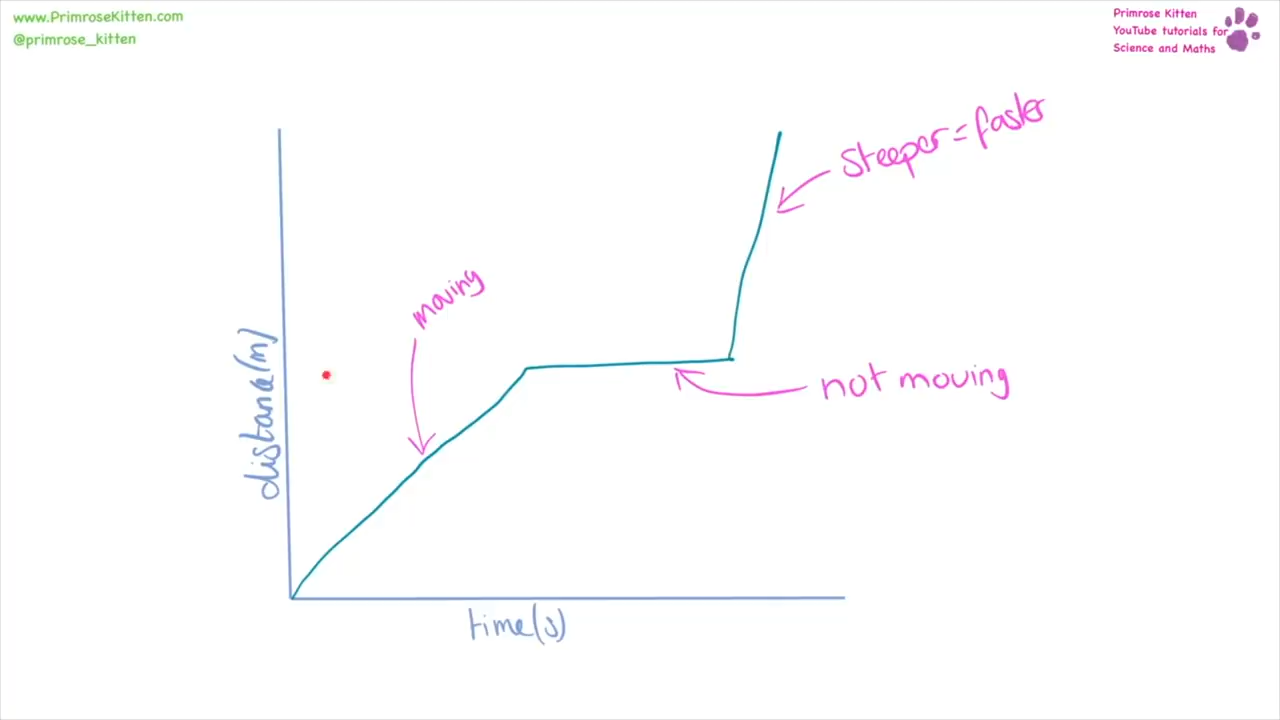 www.PrimroseKitten.com
@primrose_kitten
Primrose Kitten
YouTube tutorials for
Science and Maths
steeper=faster
moving
distance(m)
not moving
time(s)